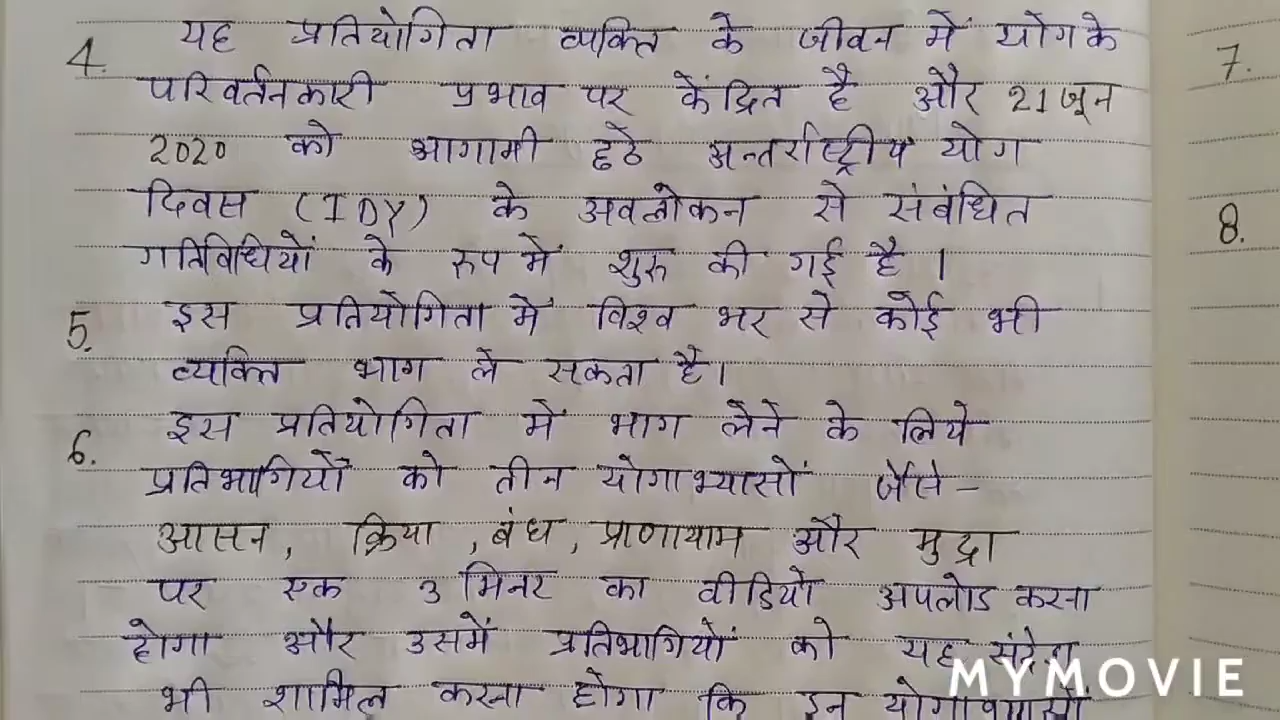 4. यह प्रतियोगिता व्यक्ति के जीवन में योग के
परिवर्तनकारी प्रभाव पर केंद्रित है और 21 जून
2020 को आगामी छठे अन्तर्राष्ट्रीय योग
दिवस (IDY) के अवलोकन से संबंधित
गतिविधियों के रुप में शुरू की गई है ।
5. इस प्रतियोगिता में विश्व भर से कोई भी
व्यक्ति भाग ले सकता है।
6. इस प्रतियोगिता में भाग लेने के लिये
प्रतिभागियों को तीन योगाभ्यासों जैसे -
आसन, क्रिया, बंध, प्राणायाम और मुद्रा
पर एक 3 मिनट का वीडियो अपलोड करना
होगा और उसमें प्रतिभागियों को यह संदेश
भी शामिल करना होगा कि इन योगाभ्यासों
7.
8.
MYMOVIE